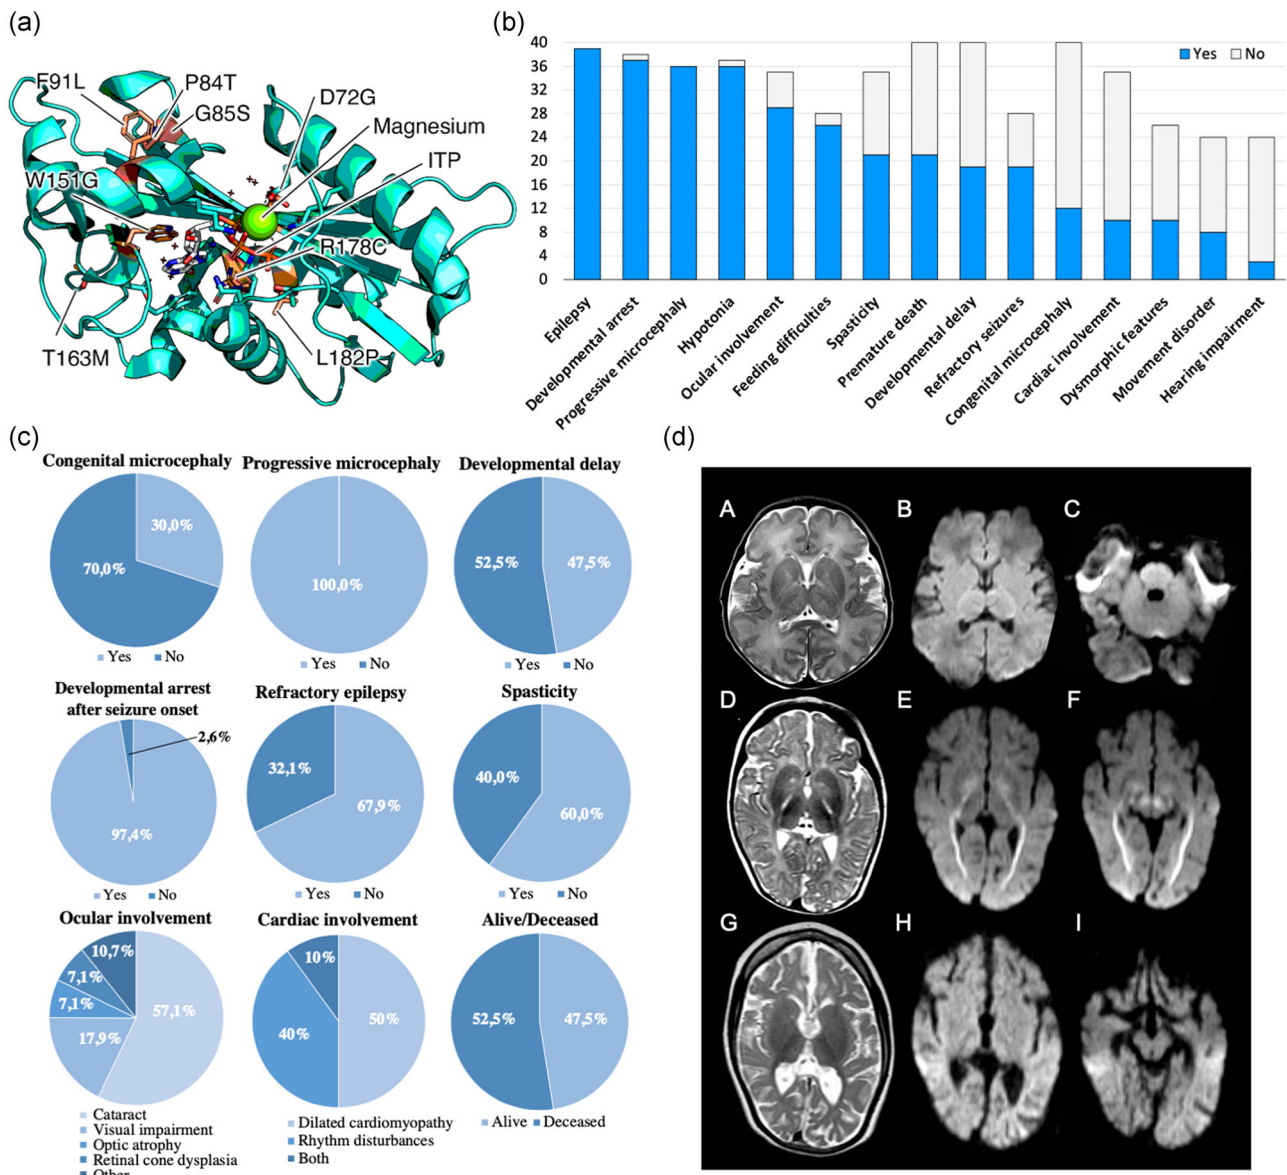 (a)
F91L
P84T
G85S
D72G
Magnesium
ITP
W151G
R178C
T163M
L182P
(b)
40
36
32
28
24
20
16
12
8
4
0
Yes No
Epilepsy
Developmental arrest
Progressive microcephaly
Hypotonia
Ocular involvement
Feeding difficulties
Spasticity
Premature death
Developmental delay
Refractory seizures
Congenital microcephaly
Cardiac involvement
Dysmorphic features
Movement disorder
Hearing impairment
(c)
Congenital microcephaly
30,0%
70,0%
Yes No
Progressive microcephaly
100,0%
Yes No
Developmental delay
52,5% 47,5%
Yes No
Developmental arrest
after seizure onset
2,6%
97,4%
Yes No
Refractory epilepsy
32,1%
67,9%
Yes No
Spasticity
40,0%
60,0%
Yes No
Ocular involvement
10,7%
7,1%
7,1%
57,1%
17,9%
Cataract
Visual impairment
Optic atrophy
Retinal cone dysplasia
Other
Cardiac involvement
10%
50%
40%
Dilated cardiomyopathy
Rhythm disturbances
Both
Alive/Deceased
52,5% 47,5%
Alive Deceased
(d)
A B C
D E F
G H I